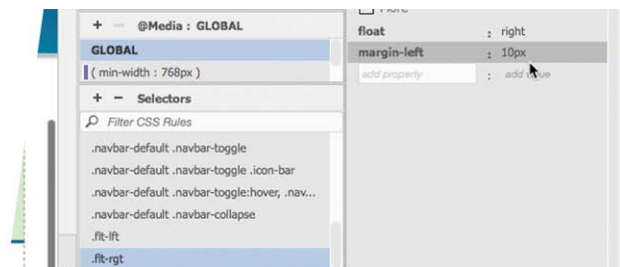 + − @Media : GLOBAL
GLOBAL
( min-width : 768px )
+ − Selectors
Filter CSS Rules
.navbar-default .navbar-toggle
.navbar-default .navbar-toggle .icon-bar
.navbar-default .navbar-toggle:hover, .nav...
.navbar-default .navbar-collapse
.flt-lft
.flt-rgt
More
float : right
margin-left : 10px
add property : add value